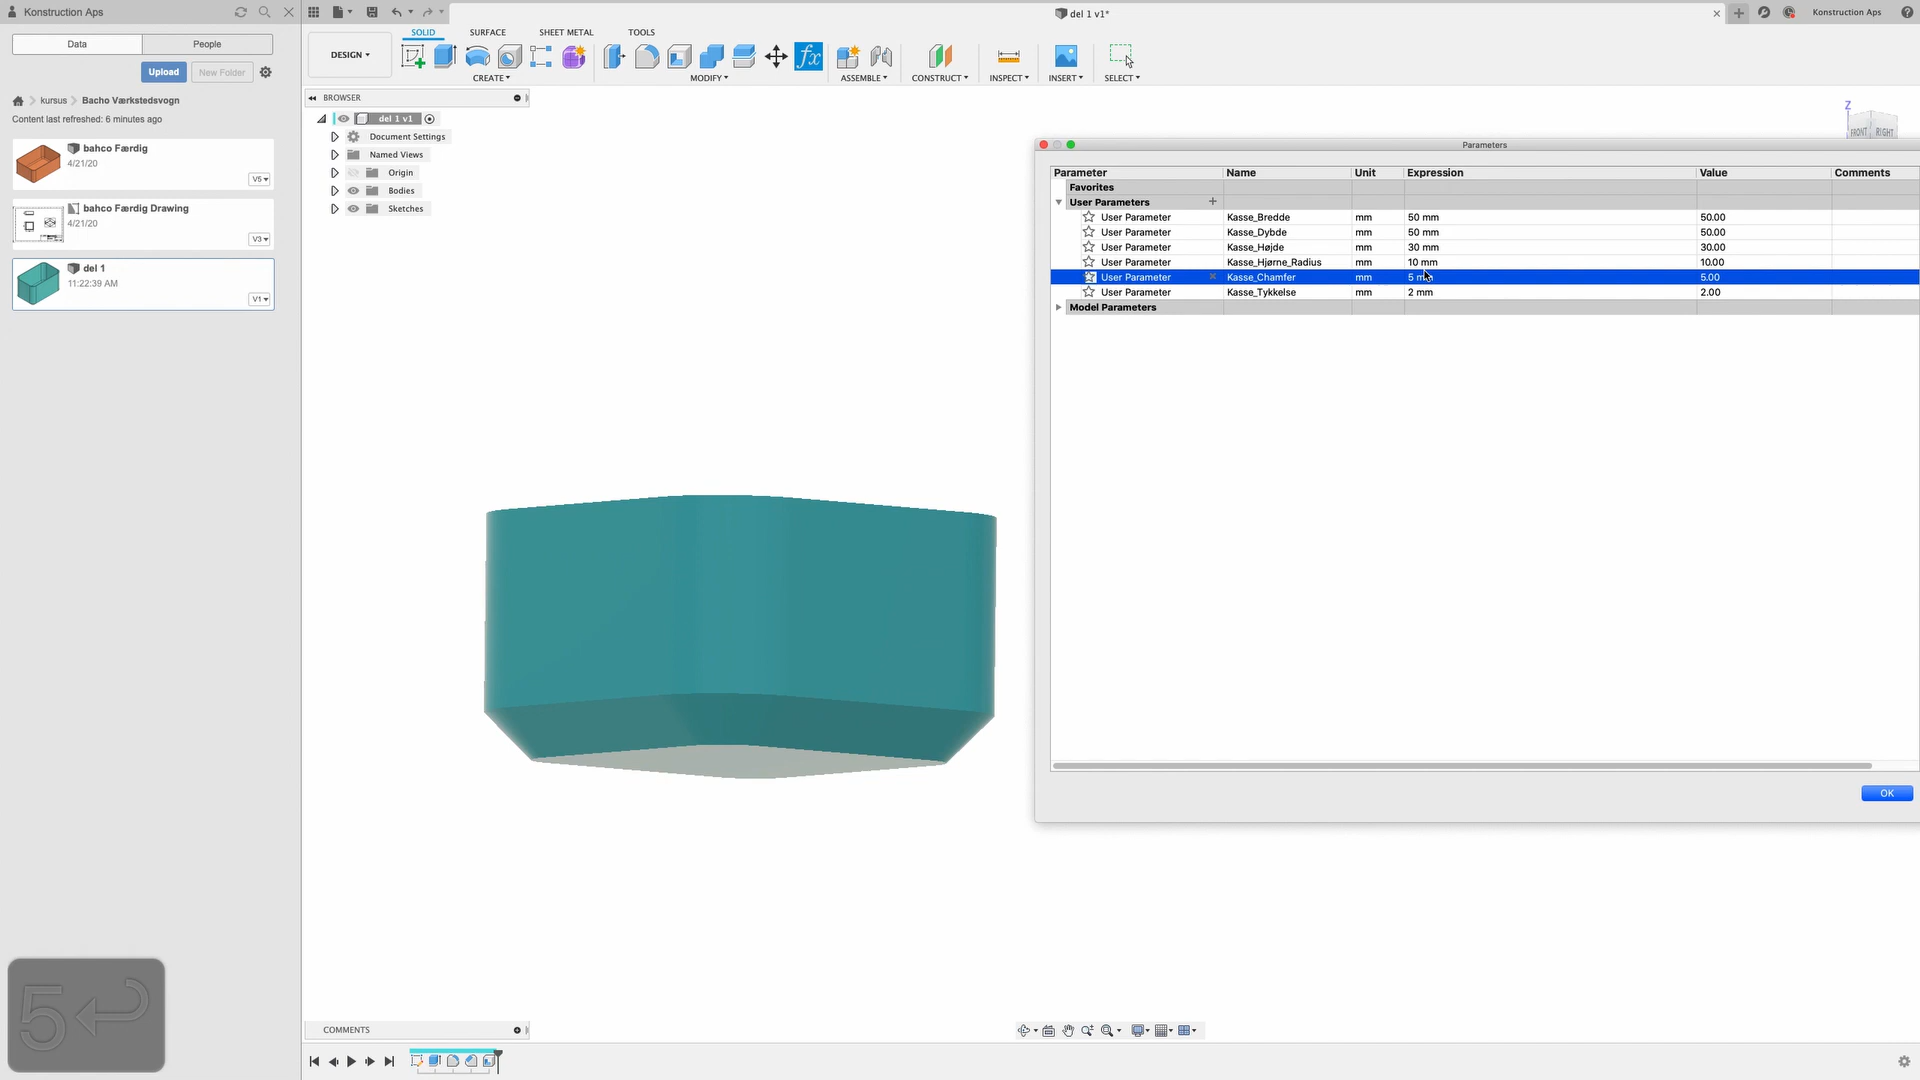 Konstruction Aps
del 1 v1*
Konstruction Aps
Data
People
Upload
New Folder
kursus
Bacho Værkstedsvogn
Content last refreshed: 6 minutes ago
bahco Færdig
4/21/20
V5
bahco Færdig Drawing
4/21/20
V3
del 1
11:22:39 AM
V1
DESIGN
SOLID
SURFACE
SHEET METAL
TOOLS
fx
CREATE
MODIFY
ASSEMBLE
CONSTRUCT
INSPECT
INSERT
SELECT
BROWSER
del 1 v1
Document Settings
Named Views
Origin
Bodies
Sketches
Z
FRONT
RIGHT
Parameters
Parameter Name Unit Expression Value Comments
Favorites
User Parameters +
User Parameter Kasse_Bredde mm 50 mm 50.00
User Parameter Kasse_Dybde mm 50 mm 50.00
User Parameter Kasse_Højde mm 30 mm 30.00
User Parameter Kasse_Hjørne_Radius mm 10 mm 10.00
User Parameter Kasse_Chamfer mm 5 mm 5.00
User Parameter Kasse_Tykkelse mm 2 mm 2.00
Model Parameters
OK
5
COMMENTS